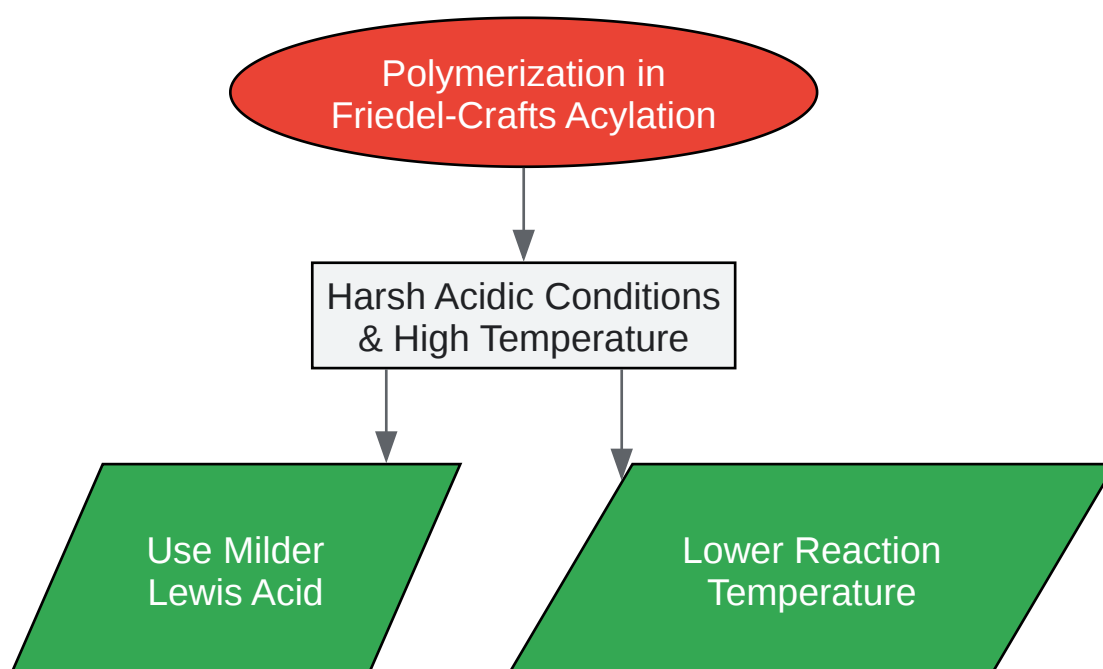 Polymerization in
Friedel-Crafts Acylation
Harsh Acidic Conditions
& High Temperature
Use Milder
Lewis Acid
Lower Reaction
Temperature